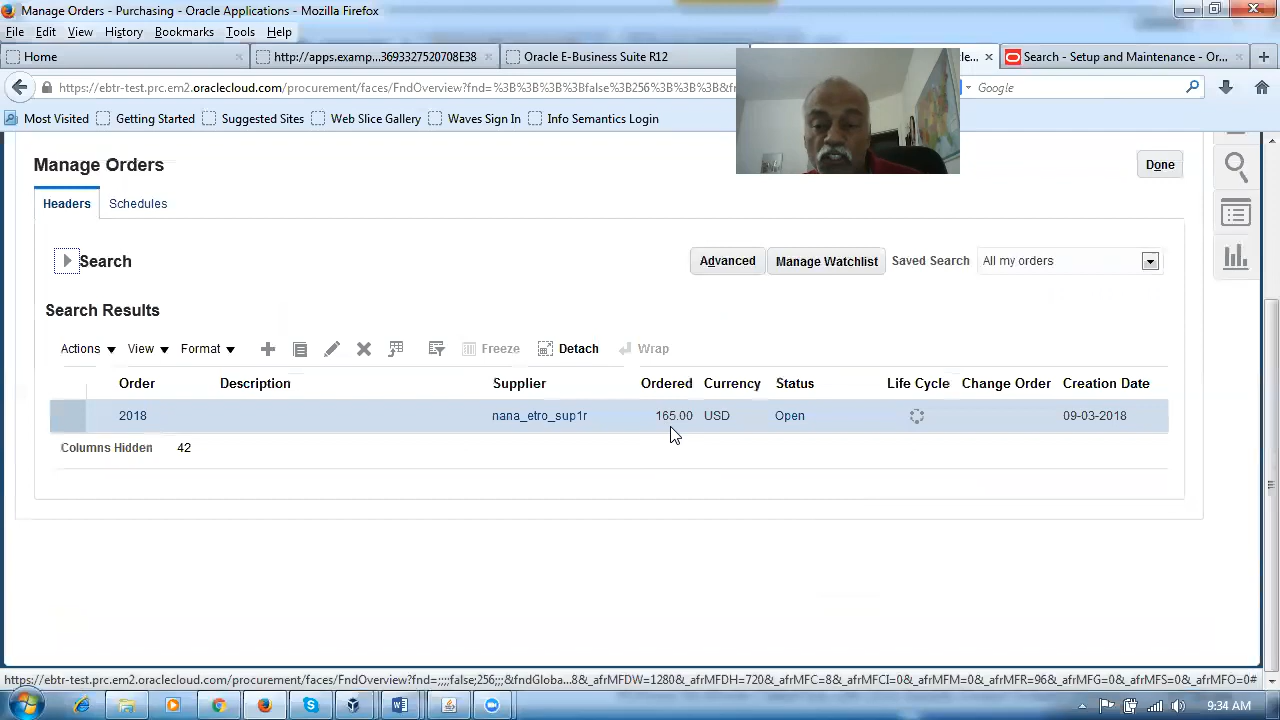 Manage Orders - Purchasing - Oracle Applications - Mozilla Firefox
File Edit View History Bookmarks Tools Help
Home http://apps.examp...3693327520708E38 × Oracle E-Business Suite R12 le... × Search - Setup and Maintenance - Or... ×
https://ebtr-test.prc.em2.oraclecloud.com/procurement/faces/FndOverview?fnd=%3B%3B%3B%3Bfalse%3B256%3B%3B%3B&fr Google
Most Visited Getting Started Suggested Sites Web Slice Gallery Waves Sign In Info Semantics Login
Manage Orders Done
Headers Schedules
Search Advanced Manage Watchlist Saved Search All my orders
Search Results
Actions View Format Freeze Detach Wrap
Order Description Supplier Ordered Currency Status Life Cycle Change Order Creation Date
2018 nana_etro_sup1r 165.00 USD Open 09-03-2018
Columns Hidden 42
https://ebtr-test.prc.em2.oraclecloud.com/procurement/faces/FndOverview?fnd=;;;;false;256;;;&fndGloba...8&_afrMFDW=1280&_afrMFDH=720&_afrMFC=8&_afrMFCI=0&_afrMFM=0&_afrMFR=96&_afrMFG=0&_afrMFS=0&_afrMFO=0#
9:34 AM